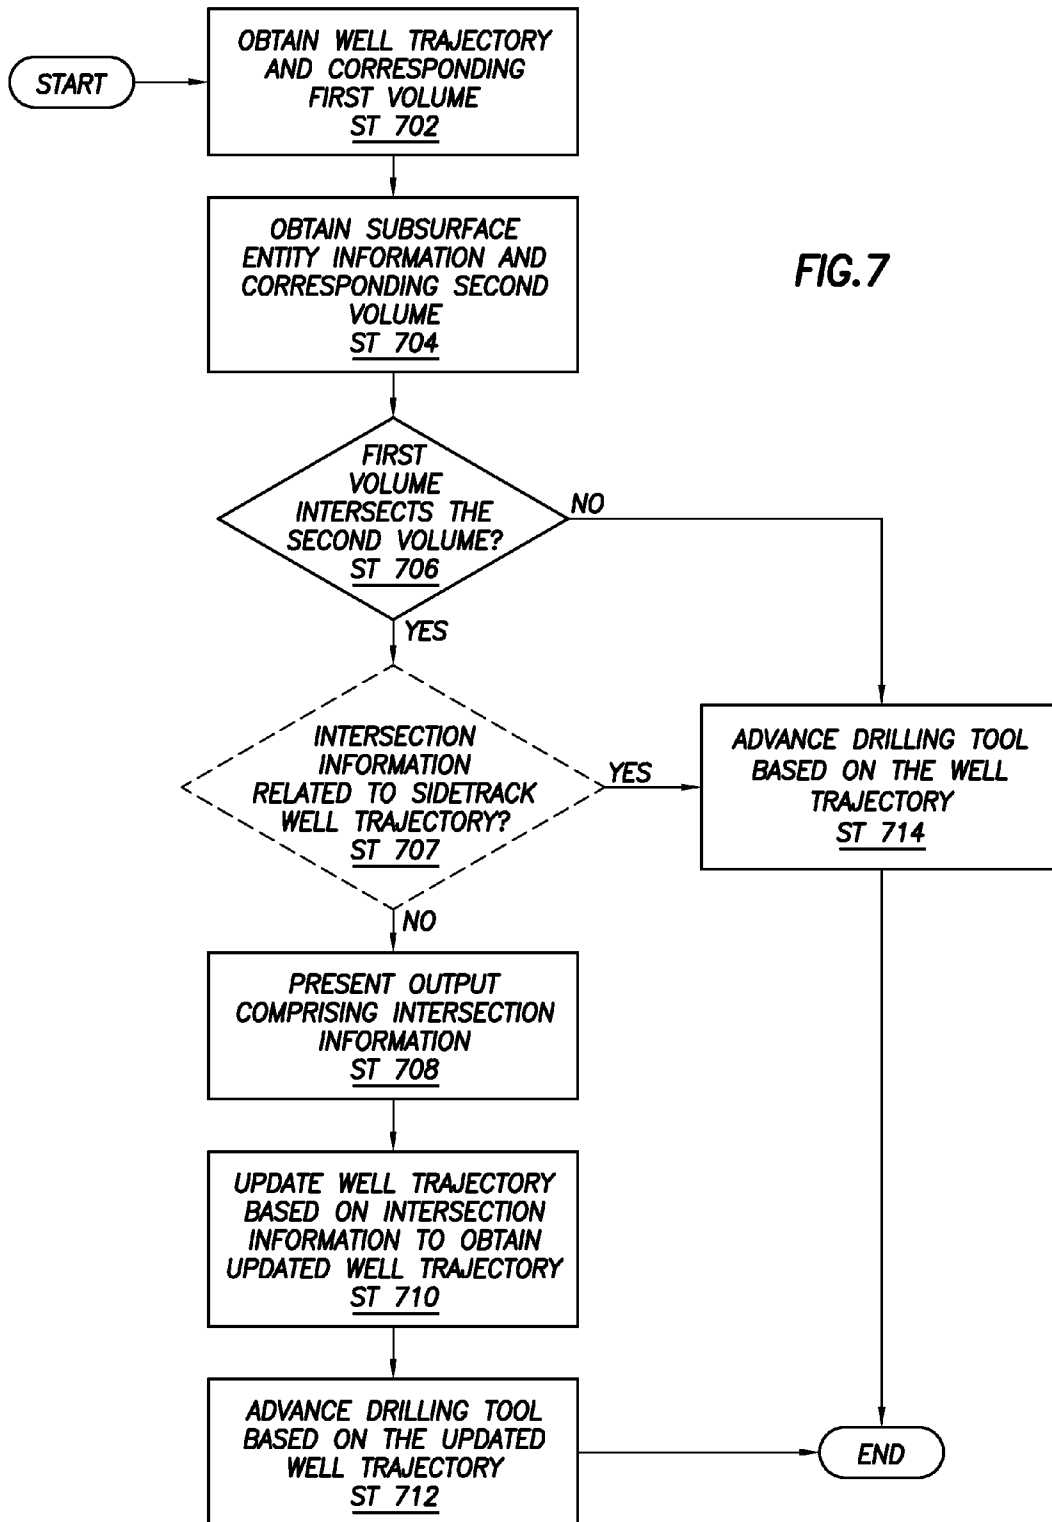 START
OBTAIN WELL TRAJECTORY
AND CORRESPONDING
FIRST VOLUME
ST 702
OBTAIN SUBSURFACE
ENTITY INFORMATION AND
CORRESPONDING SECOND
VOLUME
ST 704
FIG.7
FIRST
VOLUME
INTERSECTS THE
SECOND VOLUME?
ST 706
NO
YES
INTERSECTION
INFORMATION
RELATED TO SIDETRACK
WELL TRAJECTORY?
ST 707
YES
NO
ADVANCE DRILLING TOOL
BASED ON THE WELL
TRAJECTORY
ST 714
PRESENT OUTPUT
COMPRISING INTERSECTION
INFORMATION
ST 708
UPDATE WELL TRAJECTORY
BASED ON INTERSECTION
INFORMATION TO OBTAIN
UPDATED WELL TRAJECTORY
ST 710
ADVANCE DRILLING TOOL
BASED ON THE UPDATED
WELL TRAJECTORY
ST 712
END